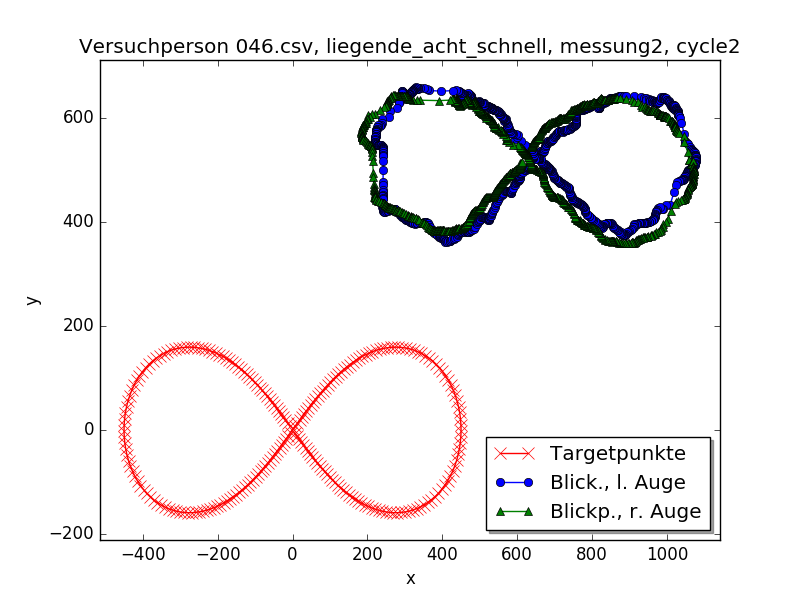 Versuchperson 046.csv, liegende_acht_schnell, messung2, cycle2
600
400
200
0
−200
y
−400 −200 0 200 400 600 800 1000
x
Targetpunkte
Blick., l. Auge
Blickp., r. Auge